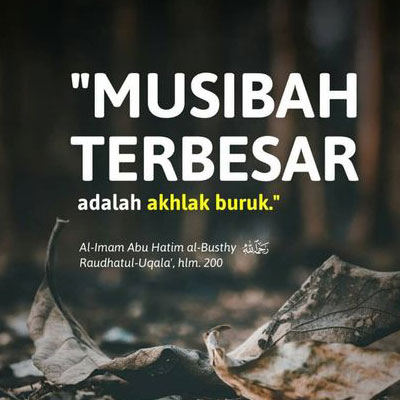 "MUSIBAH
TERBESAR
adalah akhlak buruk."
Al-Imam Abu Hatim al-Busthy رحمه الله
Raudhatul-Uqala', hlm. 200